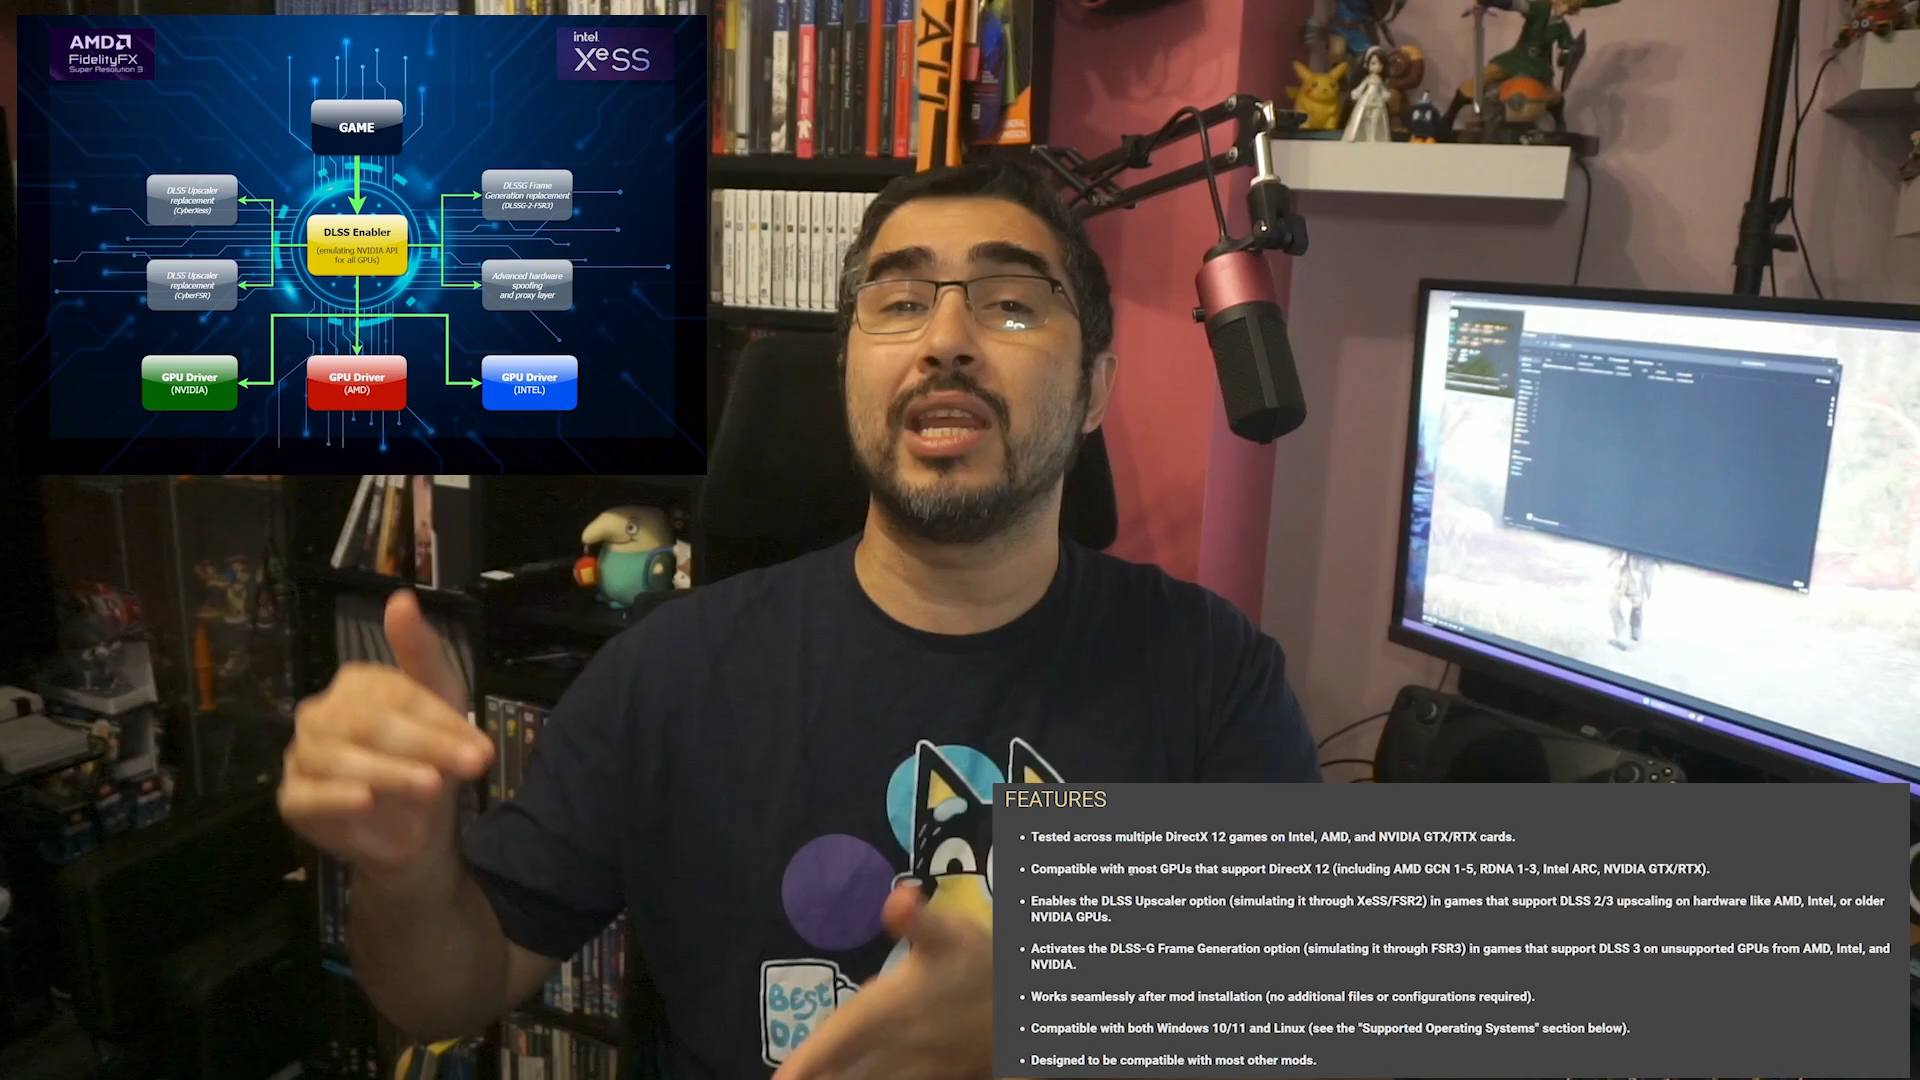 AMD
FidelityFX
Super Resolution 3
intel.
XeSS
GAME
DLSS Upscaler
replacement
(CyberXess)
DLSSG Frame
Generation replacement
(DLSSG-2-FSR3)
DLSS Enabler
(emulating NVIDIA API
for all GPUs)
DLSS Upscaler
replacement
(CyberFSR)
Advanced hardware
spoofing
and proxy layer
GPU Driver
(NVIDIA)
GPU Driver
(AMD)
GPU Driver
(INTEL)
BEST
FEATURES
• Tested across multiple DirectX 12 games on Intel, AMD, and NVIDIA GTX/RTX cards.
• Compatible with most GPUs that support DirectX 12 (including AMD GCN 1-5, RDNA 1-3, Intel ARC, NVIDIA GTX/RTX).
• Enables the DLSS Upscaler option (simulating it through XeSS/FSR2) in games that support DLSS 2/3 upscaling on hardware like AMD, Intel, or older
NVIDIA GPUs.
• Activates the DLSS-G Frame Generation option (simulating it through FSR3) in games that support DLSS 3 on unsupported GPUs from AMD, Intel, and
NVIDIA.
• Works seamlessly after mod installation (no additional files or configurations required).
• Compatible with both Windows 10/11 and Linux (see the "Supported Operating Systems" section below).
• Designed to be compatible with most other mods.